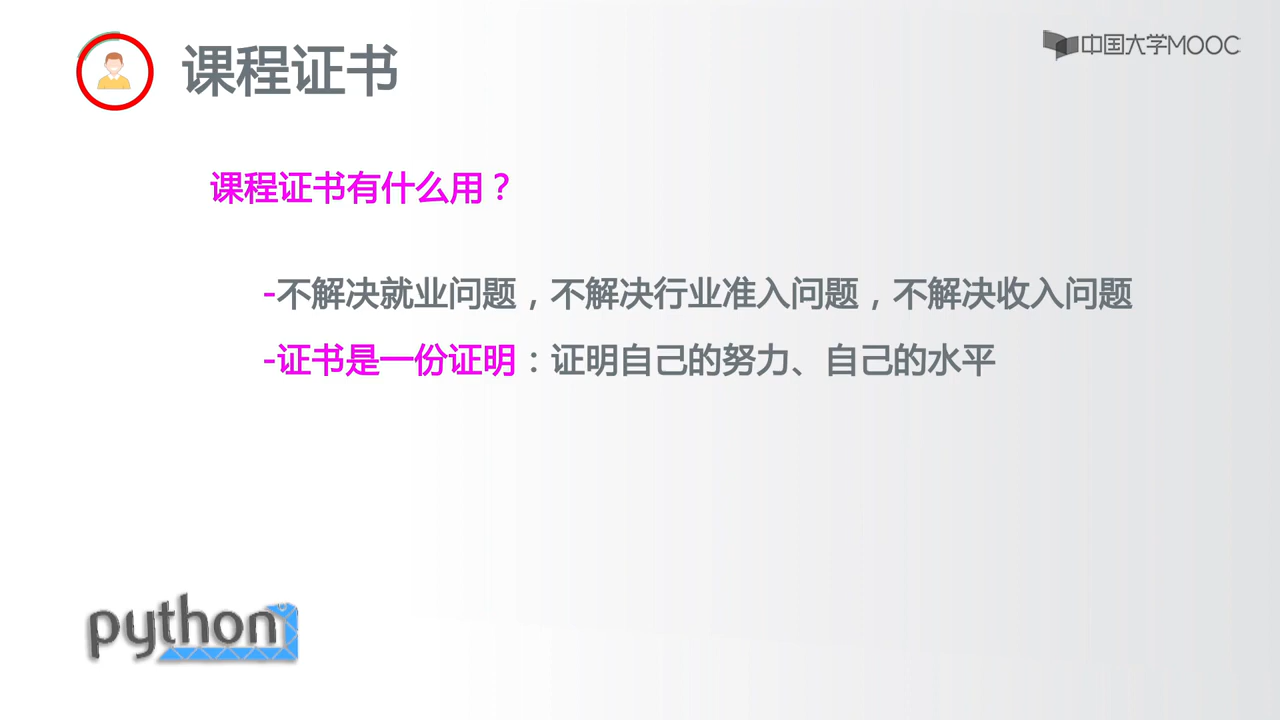 课程证书
中国大学MOOC
课程证书有什么用？
-不解决就业问题，不解决行业准入问题，不解决收入问题
-证书是一份证明：证明自己的努力、自己的水平
python